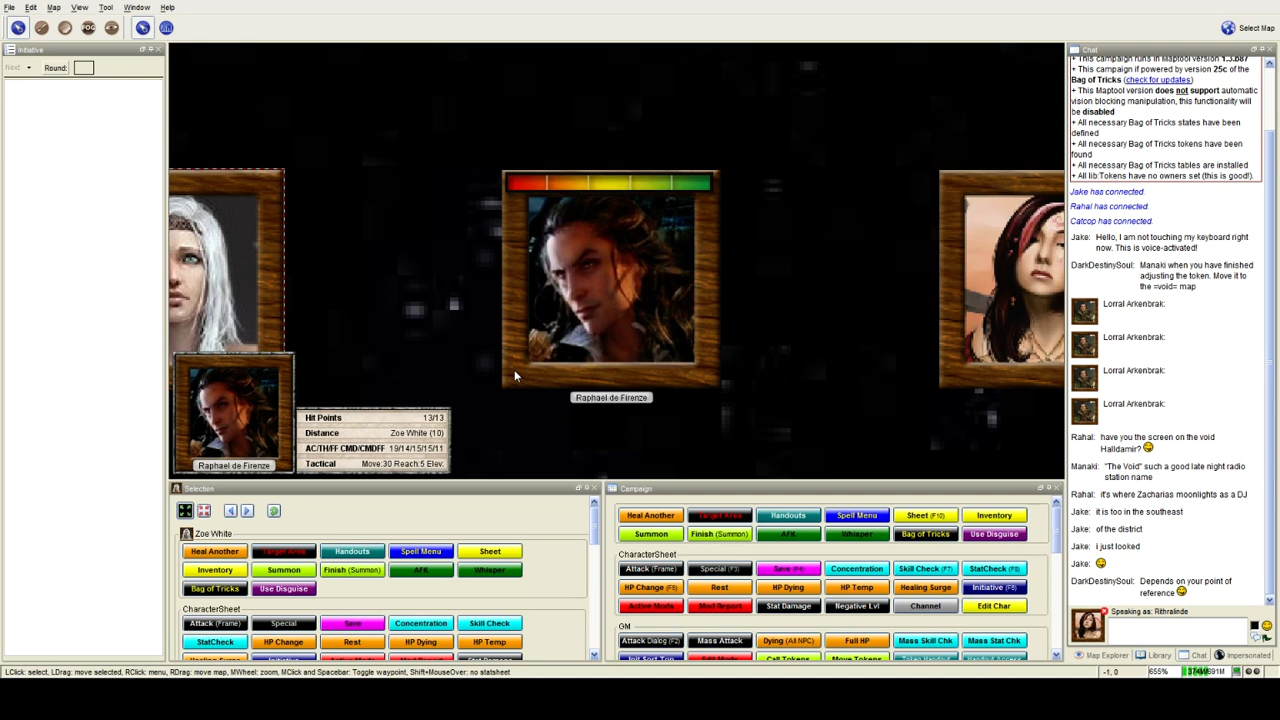 File Edit Map View Tool Window Help
FOG
Select Map
Initiative
Next Round:
Chat
+ This campaign runs in Maptool version 1.3.b87
+ This campaign if powered by version 25c of the
Bag of Tricks (check for updates)
+ This Maptool version does not support automatic
vision blocking manipulation, this functionality will
be disabled
+ All necessary Bag of Tricks states have been
defined
+ All necessary Bag of Tricks tokens have been
found
+ All necessary Bag of Tricks tables are installed
+ All lib:Tokens have no owners set (this is good!).
Jake has connected.
Rahal has connected.
Catcop has connected.
Jake: Hello, I am not touching my keyboard right
now. This is voice-activated!
DarkDestinySoul: Manaki when you have finished
adjusting the token. Move it to
the =void= map
Lorral Arkenbrak:
Lorral Arkenbrak:
Lorral Arkenbrak:
Lorral Arkenbrak:
Rahal: have you the screen on the void
Halldamir?
Manaki: "The Void" such a good late night radio
station name
Rahal: it's where Zacharias moonlights as a DJ
Jake: it is too in the southeast
Jake: of the district
Jake: i just looked
Jake:
DarkDestinySoul: Depends on your point of
reference
Speaking as: Rithralinde
Map Explorer Library Chat Impersonated
Raphael de Firenze
Raphael de Firenze
Hit Points 13/13
Distance Zoe White (10)
AC/TH/FF CMD/CMDFF 19/14/15/15/11
Tactical Move:30 Reach:5 Elev:
Selection
Zoe White
Heal Another Target Area Handouts Spell Menu Sheet
Inventory Summon Finish (Summon) AFK Whisper
Bag of Tricks Use Disguise
CharacterSheet
Attack (Frame) Special Save Concentration Skill Check
StatCheck HP Change Rest HP Dying HP Temp
Healing Surge
Campaign
Heal Another Target Area Handouts Spell Menu Sheet (F10) Inventory
Summon Finish (Summon) AFK Whisper Bag of Tricks Use Disguise
CharacterSheet
Attack (Frame) Special (F3) Save (F4) Concentration Skill Check (F7) StatCheck (F8)
HP Change (F5) Rest HP Dying HP Temp Healing Surge Initiative (F6)
Active Mode Mod Report Stat Damage Negative Lvl Channel Edit Char
GM
Attack Dialog (F2) Mass Attack Dying (All NPC) Full HP Mass Skill Chk Mass Stat Chk
LClick: select, LDrag: move selected, RClick: menu, RDrag: move map, MWheel: zoom, MClick and Spacebar: Toggle waypoint, Shift+MouseOver: no statsheet
-1, 0 655%